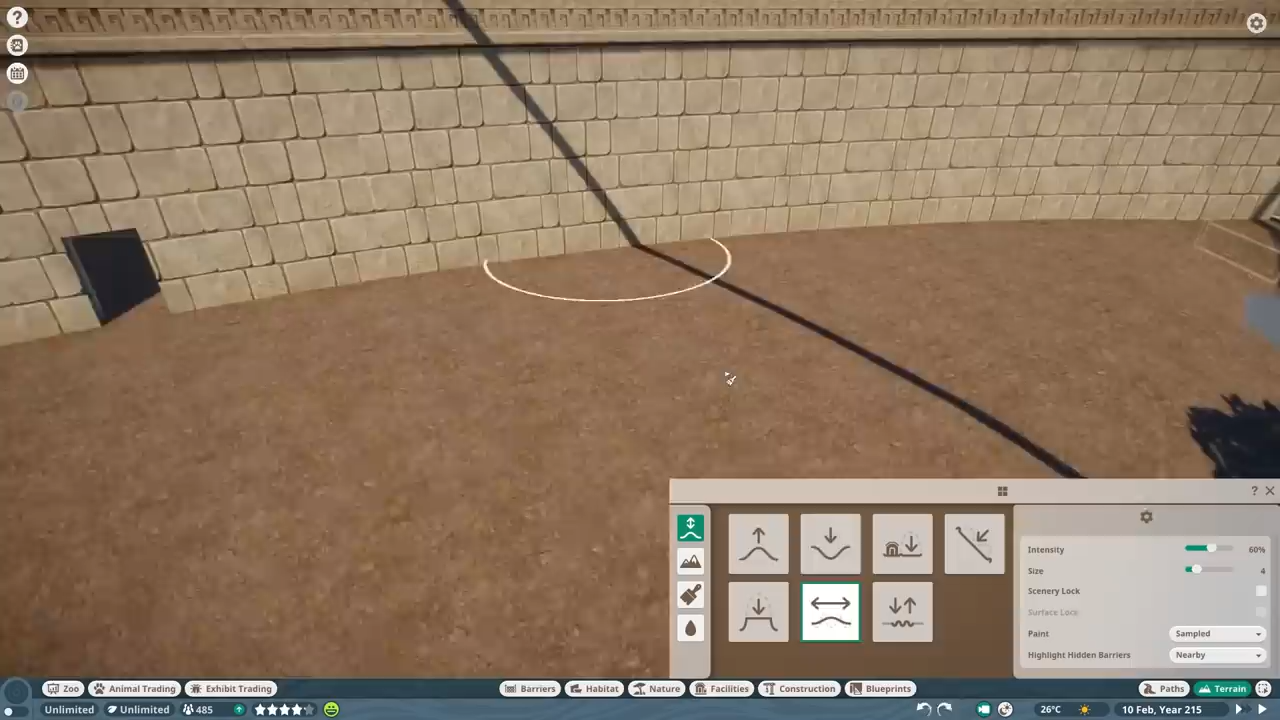 ?
? ×
Intensity 60%
Size 4
Scenery Lock
Surface Lock
Paint Sampled
Highlight Hidden Barriers Nearby
Zoo Animal Trading Exhibit Trading Barriers Habitat Nature Facilities Construction Blueprints Paths Terrain
Unlimited Unlimited 485 26°C 10 Feb, Year 215